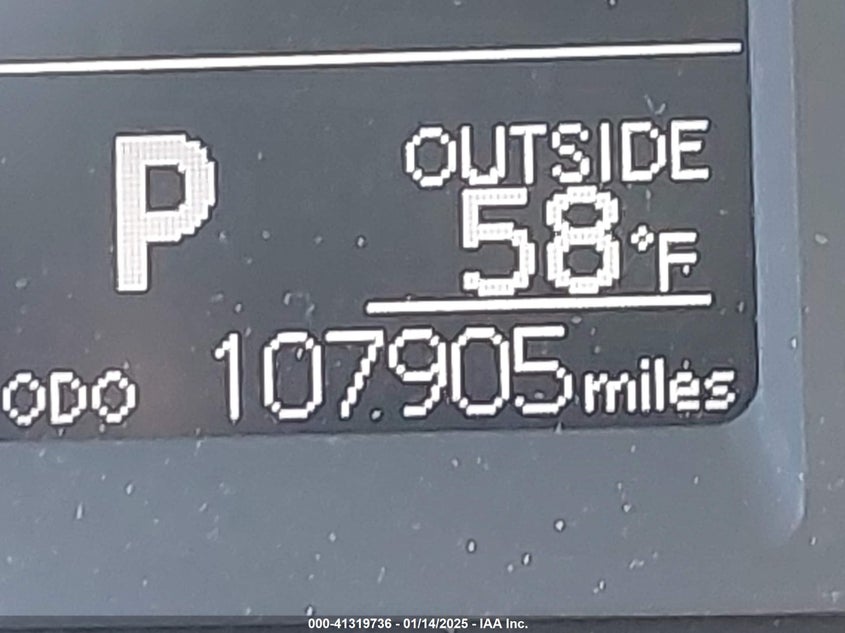 P
OUTSIDE
58°F
ODO 107905 miles
000-41319736 - 01/14/2025 - IAA Inc.